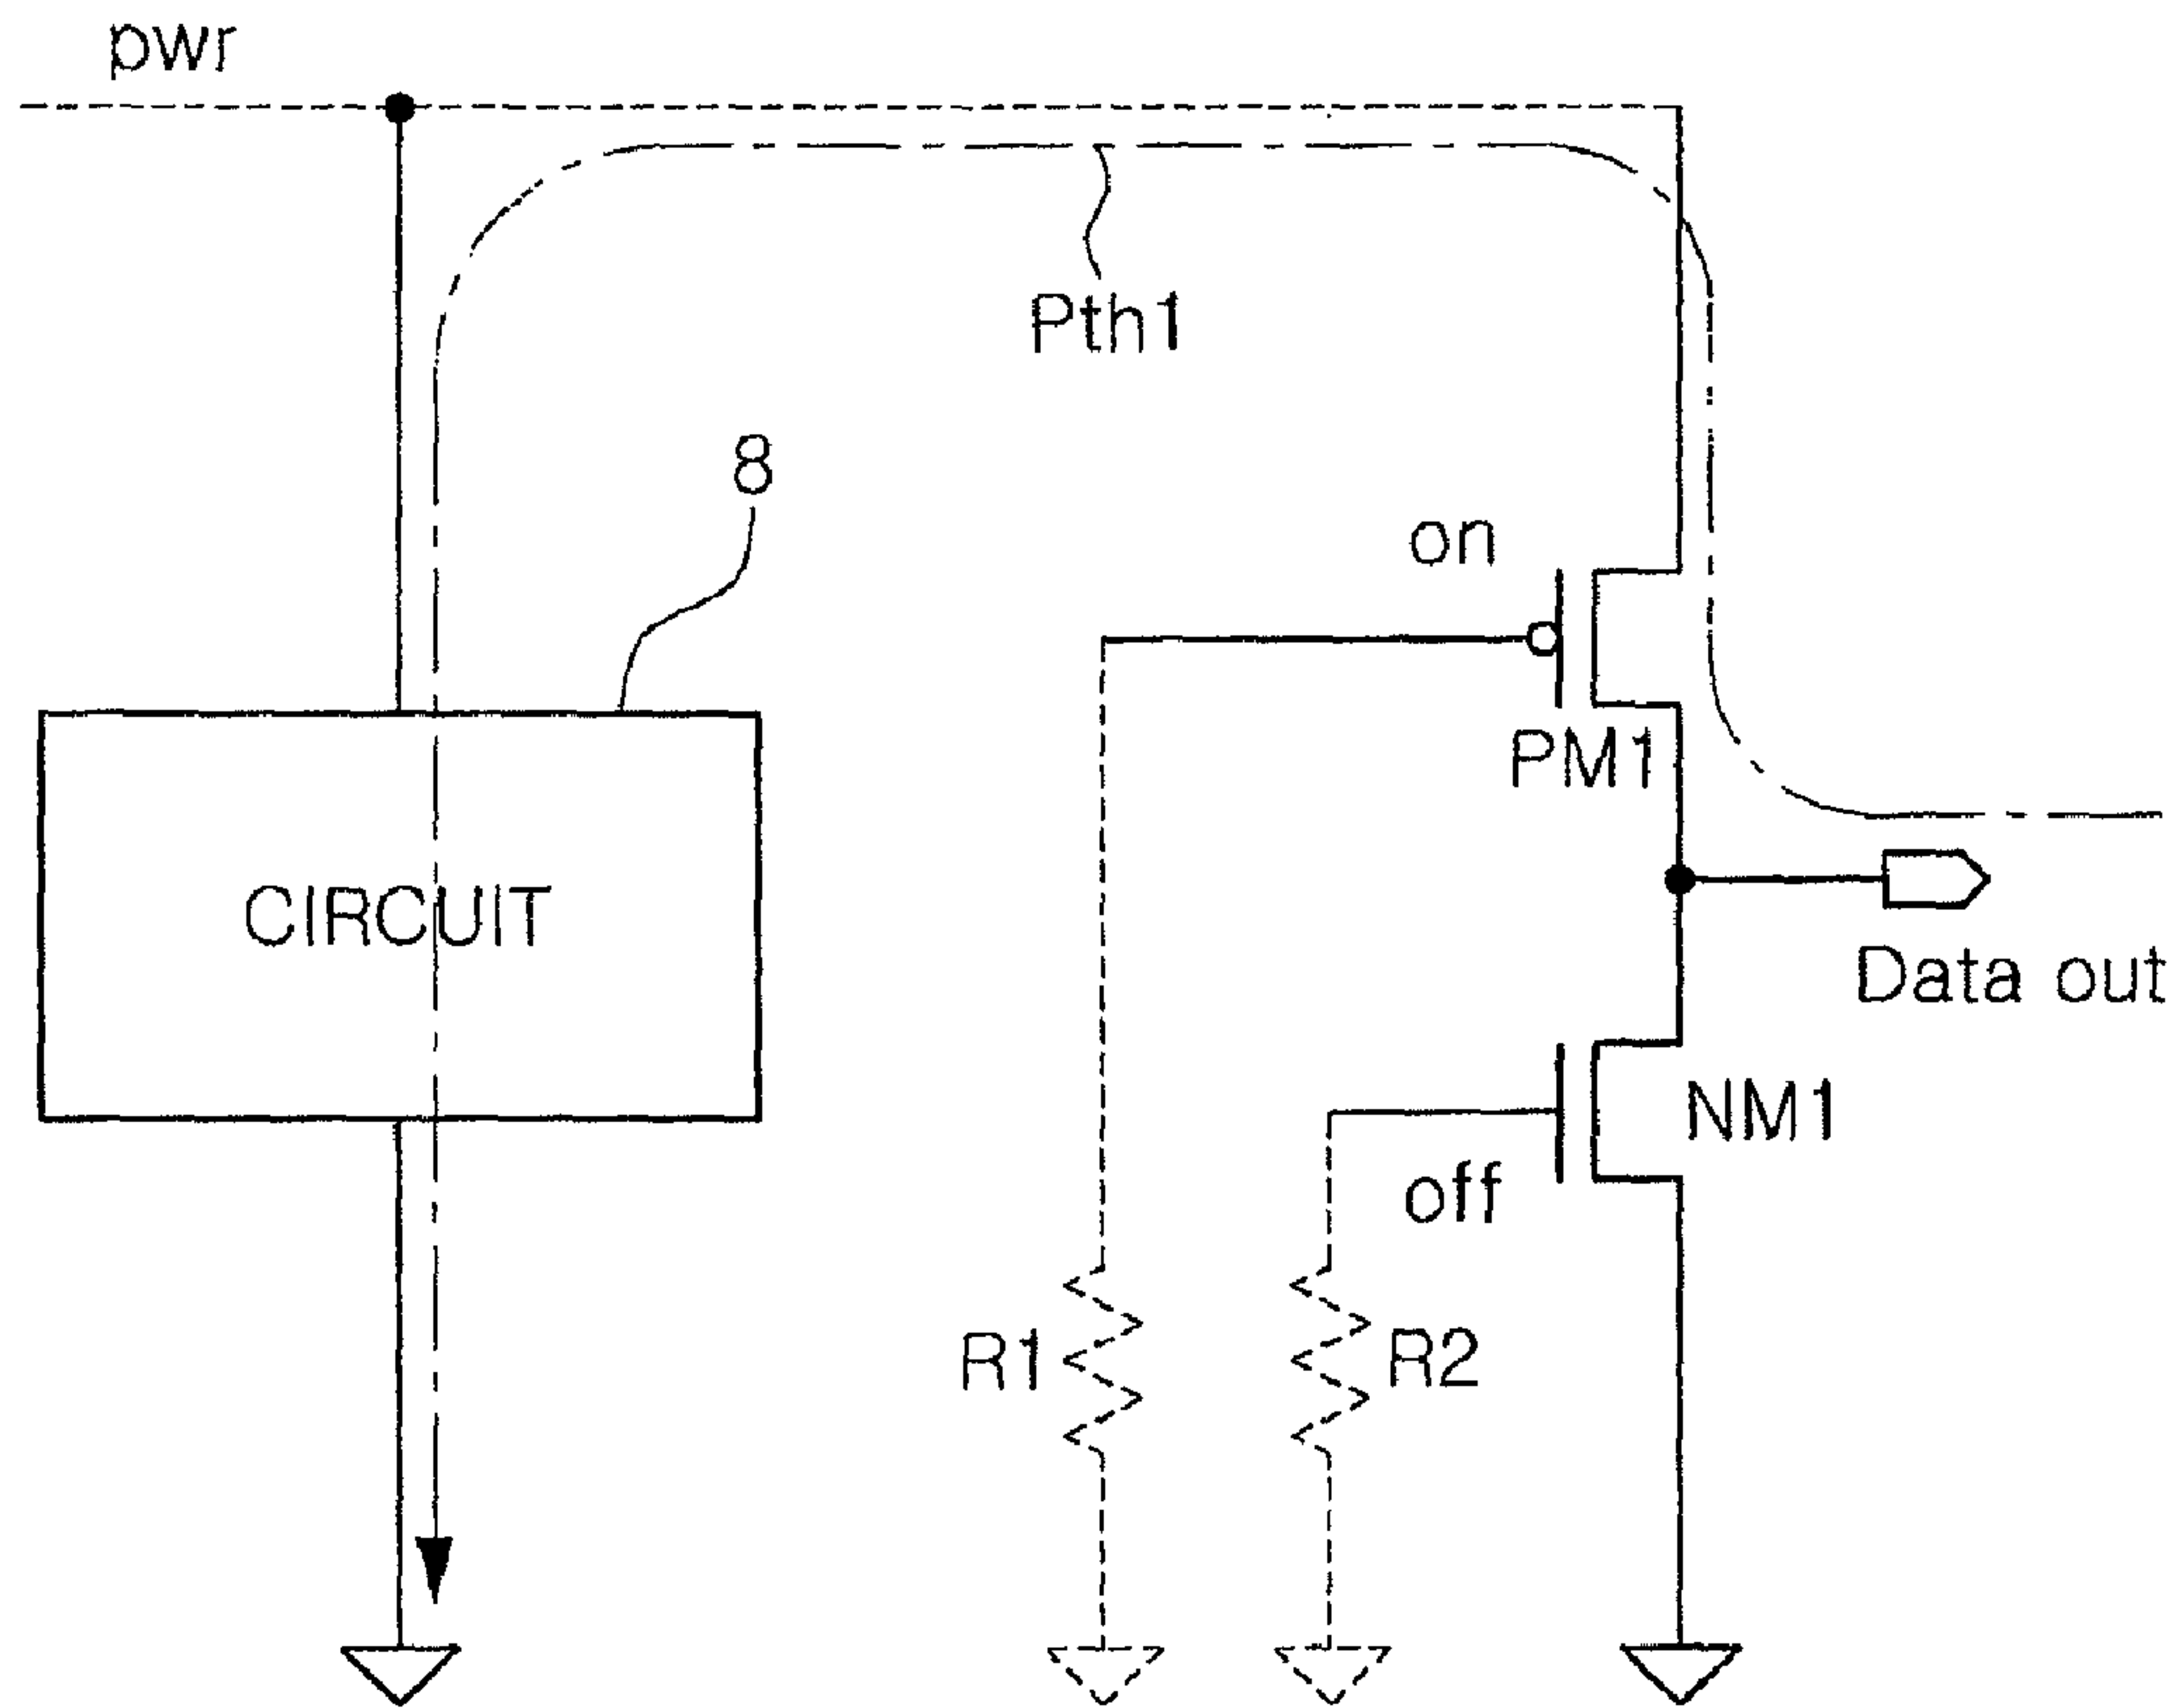 pwr
Pth1
8
on
PM1
CIRCUIT
Data out
NM1
off
R1
R2